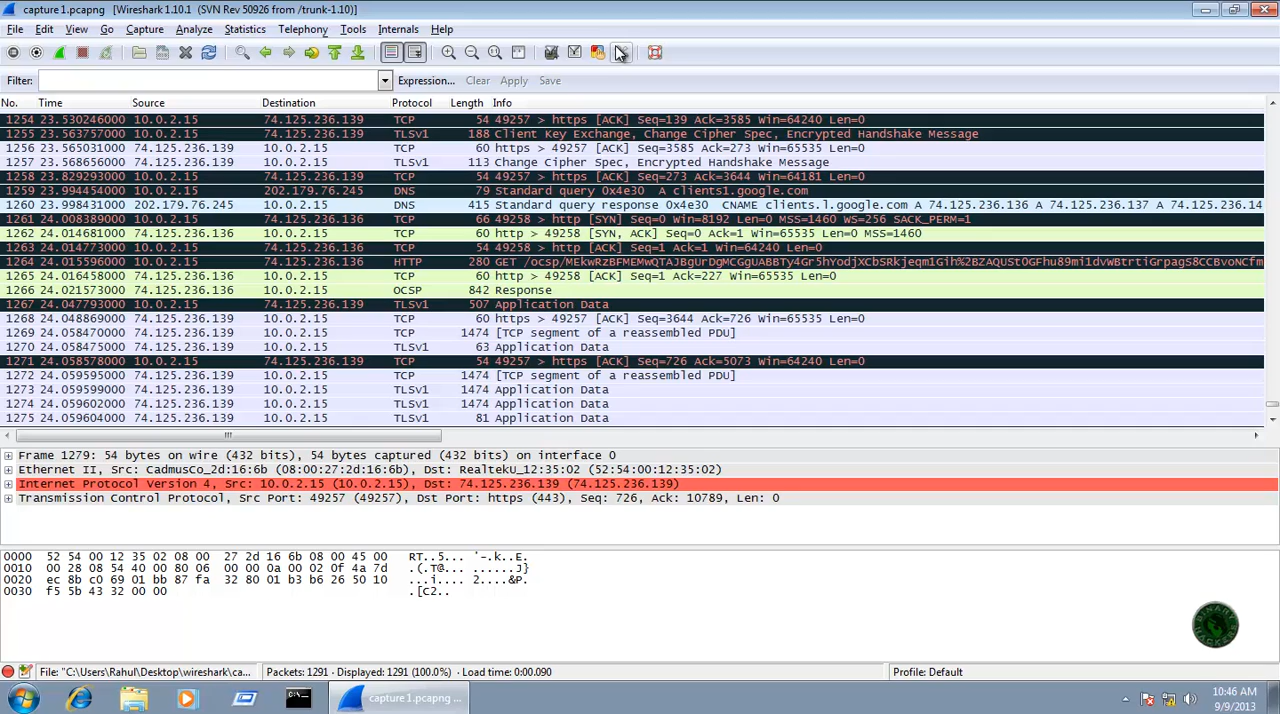 capture 1.pcapng   [Wireshark 1.10.1  (SVN Rev 50926 from /trunk-1.10)]
File Edit View Go Capture Analyze Statistics Telephony Tools Internals Help
Filter: Expression... Clear Apply Save
No. Time Source Destination Protocol Length Info
1254 23.530246000 10.0.2.15 74.125.236.139 TCP 54 49257 > https [ACK] Seq=139 Ack=3585 Win=64240 Len=0
1255 23.563757000 10.0.2.15 74.125.236.139 TLSv1 188 Client Key Exchange, Change Cipher Spec, Encrypted Handshake Message
1256 23.565031000 74.125.236.139 10.0.2.15 TCP 60 https > 49257 [ACK] Seq=3585 Ack=273 Win=65535 Len=0
1257 23.568656000 74.125.236.139 10.0.2.15 TLSv1 113 Change Cipher Spec, Encrypted Handshake Message
1258 23.829293000 10.0.2.15 74.125.236.139 TCP 54 49257 > https [ACK] Seq=273 Ack=3644 Win=64181 Len=0
1259 23.994454000 10.0.2.15 202.179.76.245 DNS 79 Standard query 0x4e30  A clients1.google.com
1260 23.998431000 202.179.76.245 10.0.2.15 DNS 415 Standard query response 0x4e30  CNAME clients.l.google.com A 74.125.236.136 A 74.125.236.137 A 74.125.236.14
1261 24.008389000 10.0.2.15 74.125.236.136 TCP 66 49258 > http [SYN] Seq=0 Win=8192 Len=0 MSS=1460 WS=256 SACK_PERM=1
1262 24.014681000 74.125.236.136 10.0.2.15 TCP 60 http > 49258 [SYN, ACK] Seq=0 Ack=1 Win=65535 Len=0 MSS=1460
1263 24.014773000 10.0.2.15 74.125.236.136 TCP 54 49258 > http [ACK] Seq=1 Ack=1 Win=64240 Len=0
1264 24.015596000 10.0.2.15 74.125.236.136 HTTP 280 GET
1265 24.016458000 74.125.236.136 10.0.2.15 TCP 60 http > 49258 [ACK] Seq=1 Ack=227 Win=65535 Len=0
1266 24.021573000 74.125.236.136 10.0.2.15 OCSP 842 Response
1267 24.047793000 10.0.2.15 74.125.236.139 TLSv1 507 Application Data
1268 24.048869000 74.125.236.139 10.0.2.15 TCP 60 https > 49257 [ACK] Seq=3644 Ack=726 Win=65535 Len=0
1269 24.058470000 74.125.236.139 10.0.2.15 TCP 1474 [TCP segment of a reassembled PDU]
1270 24.058475000 74.125.236.139 10.0.2.15 TLSv1 63 Application Data
1271 24.058578000 10.0.2.15 74.125.236.139 TCP 54 49257 > https [ACK] Seq=726 Ack=5073 Win=64240 Len=0
1272 24.059595000 74.125.236.139 10.0.2.15 TCP 1474 [TCP segment of a reassembled PDU]
1273 24.059599000 74.125.236.139 10.0.2.15 TLSv1 1474 Application Data
1274 24.059602000 74.125.236.139 10.0.2.15 TLSv1 1474 Application Data
1275 24.059604000 74.125.236.139 10.0.2.15 TLSv1 81 Application Data
Frame 1279: 54 bytes on wire (432 bits), 54 bytes captured (432 bits) on interface 0
Ethernet II, Src: CadmusCo_2d:16:6b (08:00:27:2d:16:6b), Dst: RealtekU_12:35:02 (52:54:00:12:35:02)
Internet Protocol Version 4, Src: 10.0.2.15 (10.0.2.15), Dst: 74.125.236.139 (74.125.236.139)
Transmission Control Protocol, Src Port: 49257 (49257), Dst Port: https (443), Seq: 726, Ack: 10789, Len: 0
0000  52 54 00 12 35 02 08 00  27 2d 16 6b 08 00 45 00  RT..5... '-.k..E.
0010  00 28 08 54 40 00 80 06  00 00 0a 00 02 0f 4a 7d  .(.T@... ......J}
0020  ec 8b c0 69 01 bb 87 fa  32 80 01 b3 b6 26 50 10  ...i.... 2....&P.
0030  f5 5b 43 32 00 00  .[C2..
File: "C:\Users\Rahul\Desktop\wireshark\ca... Packets: 1291 · Displayed: 1291 (100.0%) · Load time: 0:00.090 Profile: Default
capture 1.pcapng ... 10:46 AM
9/9/2013